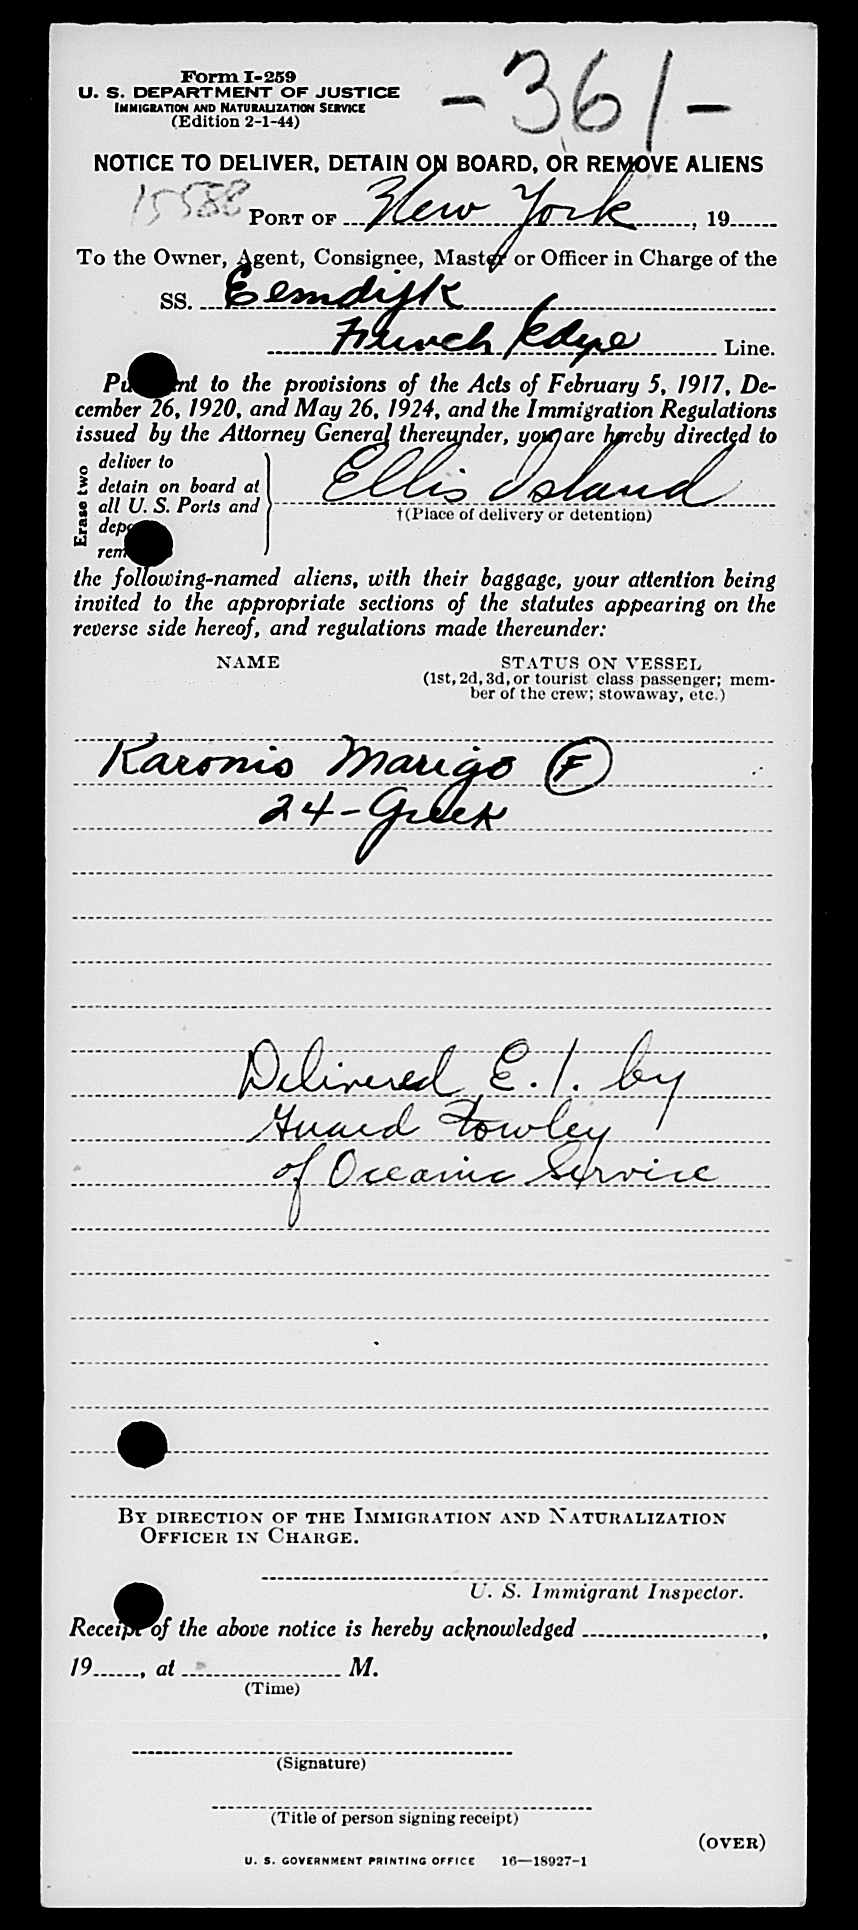 Form I-259
U. S. DEPARTMENT OF JUSTICE
IMMIGRATION AND NATURALIZATION SERVICE
(Edition 2-1-44)
-361-
NOTICE TO DELIVER, DETAIN ON BOARD, OR REMOVE ALIENS
15588
PORT OF New York, 19
To the Owner, Agent, Consignee, Master or Officer in Charge of the
SS. Eemdijk
French Line.
to the provisions of the Acts of February 5, 1917, De-
cember 26, 1920, and May 26, 1924, and the Immigration Regulations
issued by the Attorney General thereunder, you are hereby directed to
Erase two
deliver to
detain on board at
all U. S. Ports and
Ellis Island
†(Place of delivery or detention)
the following-named aliens, with their baggage, your attention being
invited to the appropriate sections of the statutes appearing on the
reverse side hereof, and regulations made thereunder:
NAME STATUS ON VESSEL
(1st, 2d, 3d, or tourist class passenger; mem-
ber of the crew; stowaway, etc.)
Karonis Marigo F
24-Greek
Delivered E.I. by
Guard
of Oceanic Service
BY DIRECTION OF THE IMMIGRATION AND NATURALIZATION
OFFICER IN CHARGE.
U. S. Immigrant Inspector.
Receipt of the above notice is hereby acknowledged ,
19, at M.
(Time)
(Signature)
(Title of person signing receipt)
(OVER)
U. S. GOVERNMENT PRINTING OFFICE 16—18927-1